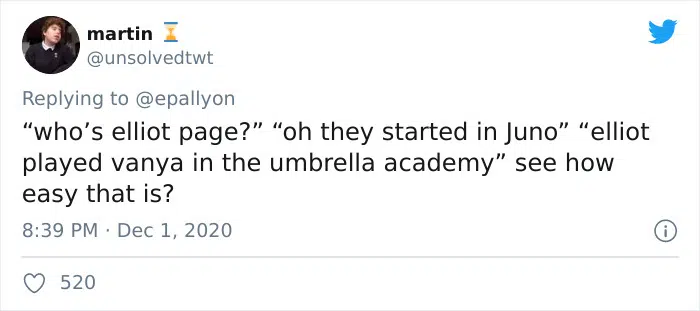 martin ⏳
@unsolvedtwt
Replying to @epallyon
“who’s elliot page?” “oh they started in Juno” “elliot
played vanya in the umbrella academy” see how
easy that is?
8:39 PM · Dec 1, 2020
520